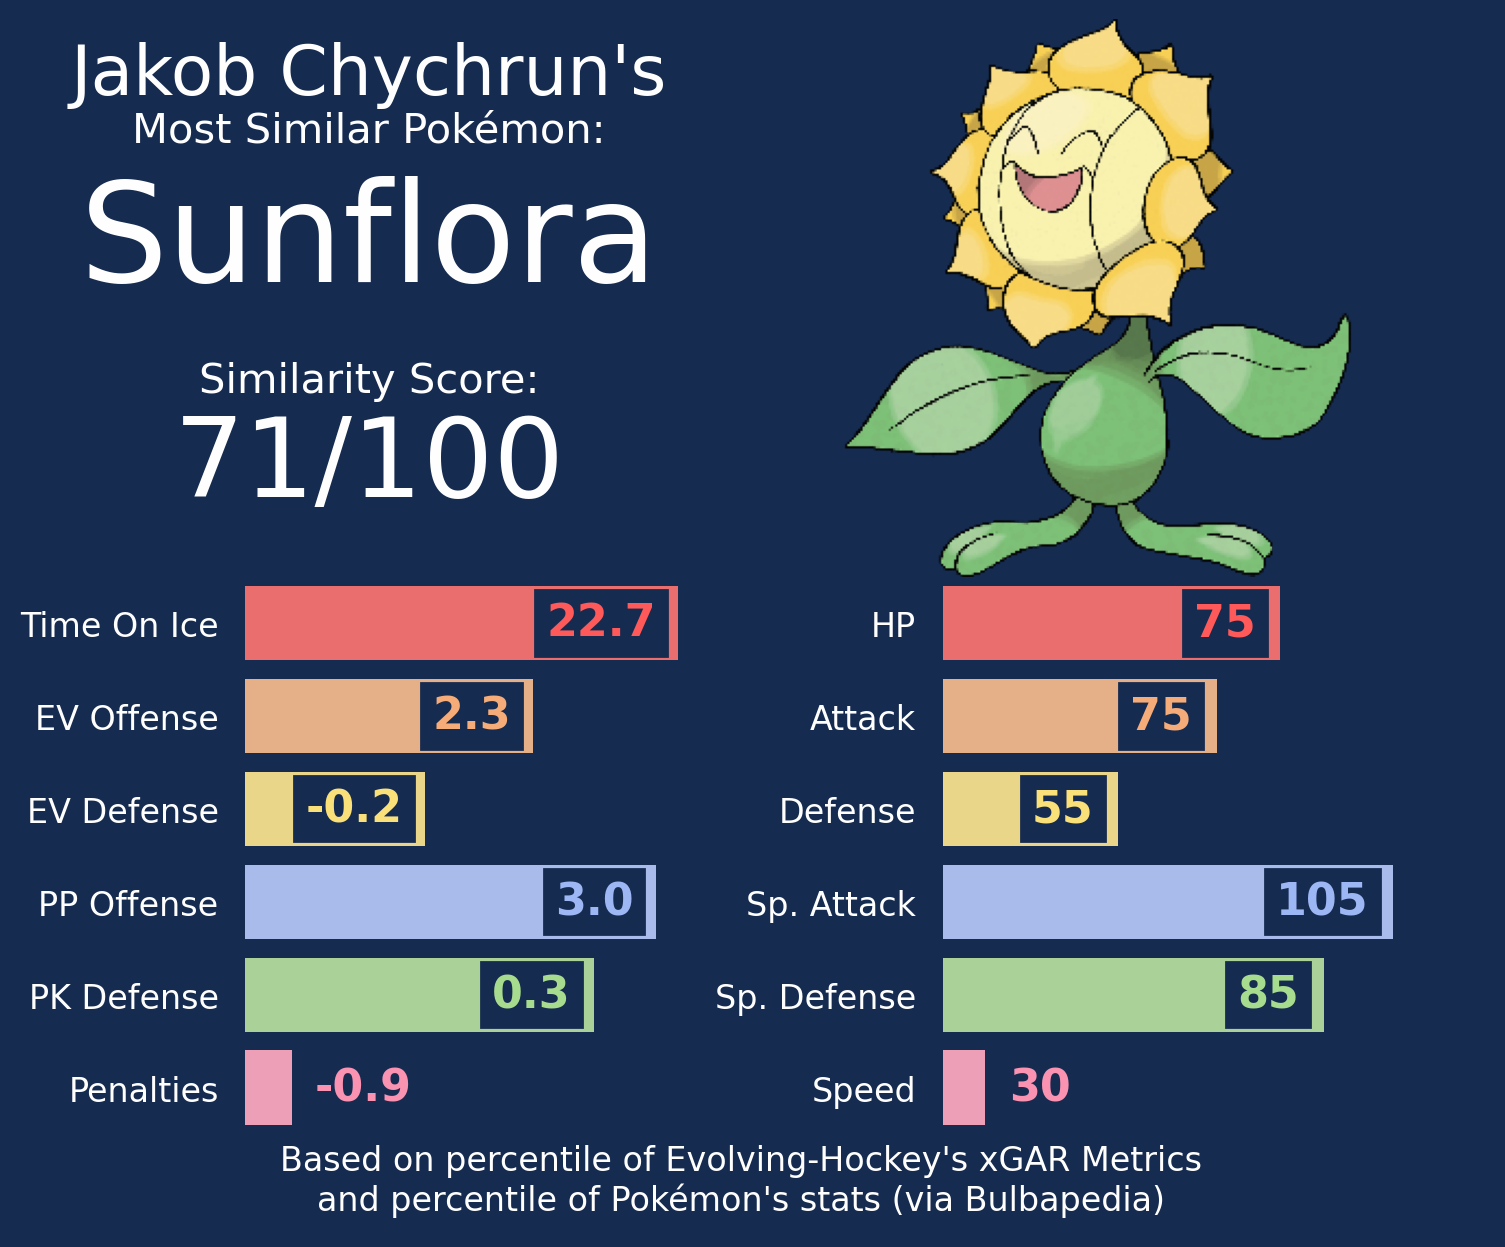 Jakob Chychrun's
Most Similar Pokémon:
Sunflora
Similarity Score:
71/100
Time On Ice 22.7
EV Offense 2.3
EV Defense -0.2
PP Offense 3.0
PK Defense 0.3
Penalties -0.9
HP 75
Attack 75
Defense 55
Sp. Attack 105
Sp. Defense 85
Speed 30
Based on percentile of Evolving-Hockey's xGAR Metrics
and percentile of Pokémon's stats (via Bulbapedia)